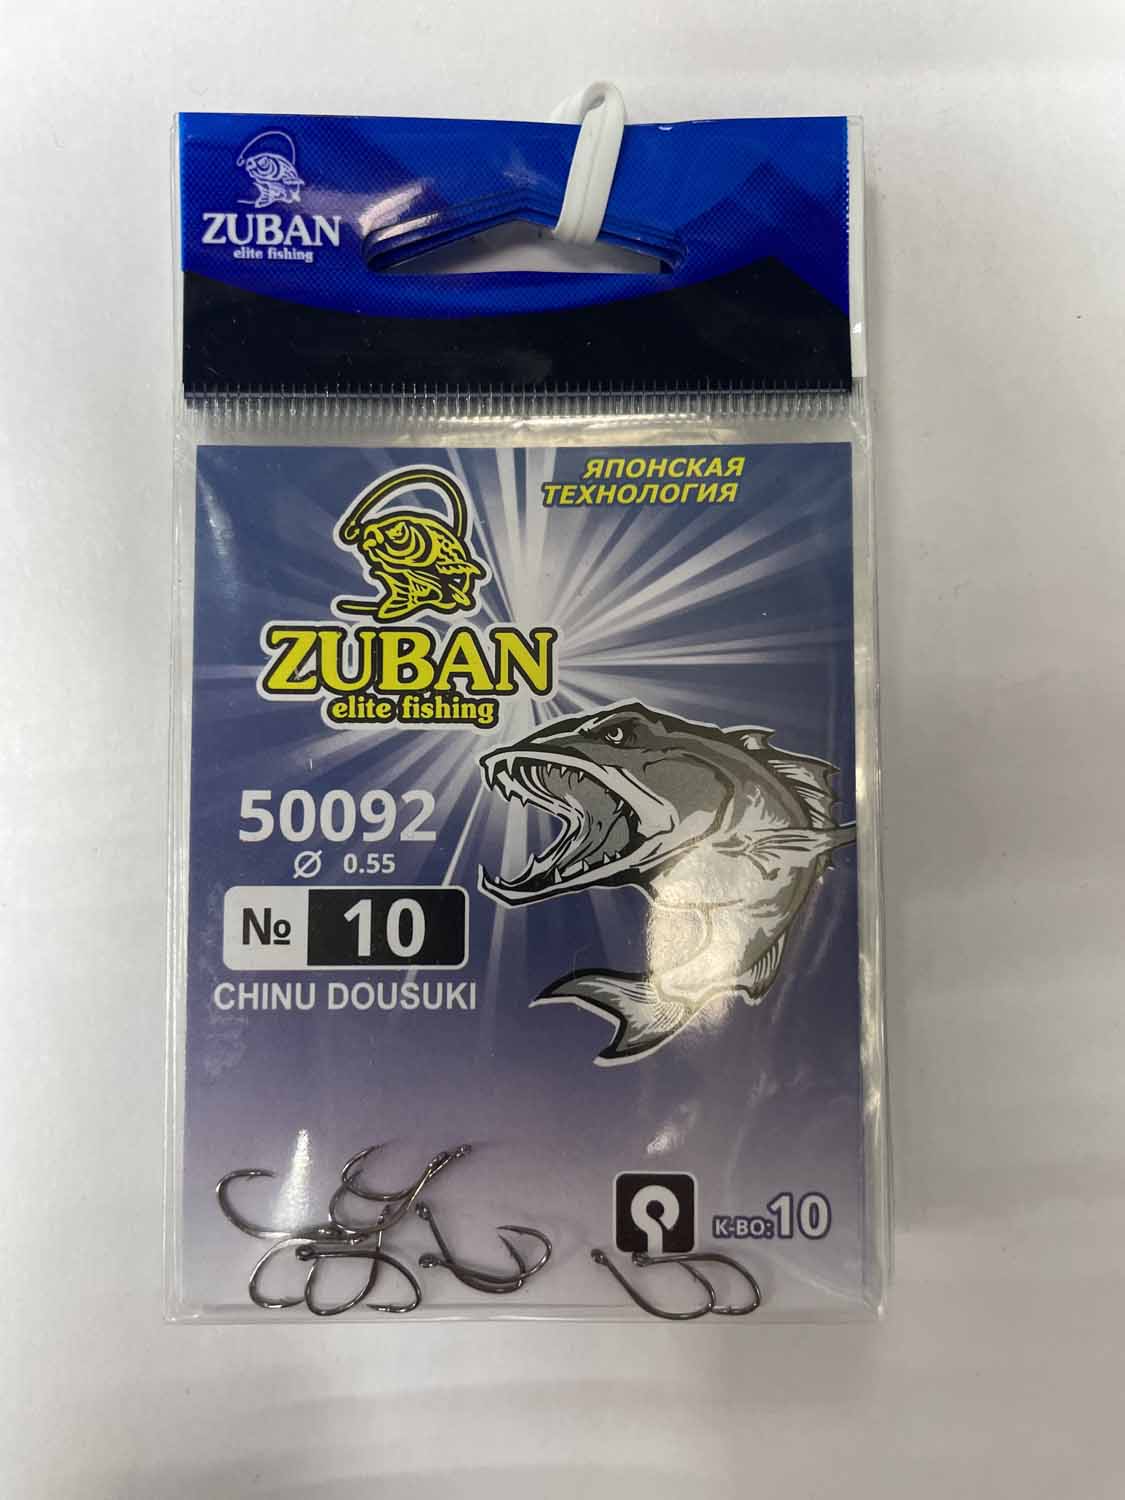 ZUBAN
elite fishing
ЯПОНСКАЯ
ТЕХНОЛОГИЯ
ZUBAN
elite fishing
50092
Ø 0.55
№ 10
CHINU DOUSUKI
К-ВО:10